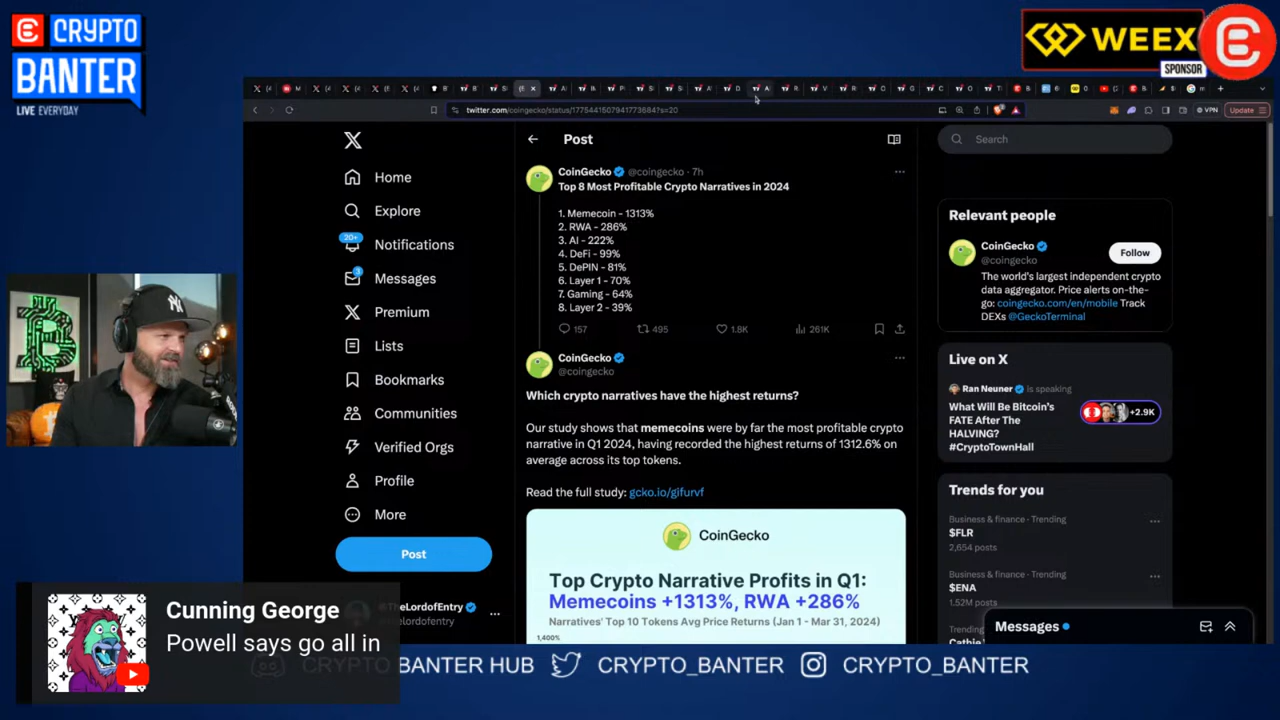 CRYPTO
BANTER
LIVE EVERYDAY
WEEX
SPONSOR
twitter.com/coingecko/status/1775441507941773684?s=20
VPN
Update
Home
Explore
20+
Notifications
3
Messages
Premium
Lists
Bookmarks
Communities
Verified Orgs
Profile
More
Post
@TheLordofEntry
Post
CoinGecko @coingecko · 7h
Top 8 Most Profitable Crypto Narratives in 2024
1. Memecoin - 1313%
2. RWA - 286%
3. AI - 222%
4. DeFi - 99%
5. DePIN - 81%
6. Layer 1 - 70%
7. Gaming - 64%
8. Layer 2 - 39%
157 495 1.8K 261K
CoinGecko
@coingecko
Which crypto narratives have the highest returns?
Our study shows that memecoins were by far the most profitable crypto
narrative in Q1 2024, having recorded the highest returns of 1312.6% on
average across its top tokens.
Read the full study: gcko.io/gifurvf
CoinGecko
Top Crypto Narrative Profits in Q1:
Memecoins +1313%, RWA +286%
Narratives' Top 10 Tokens Avg Price Returns (Jan 1 - Mar 31, 2024)
1,400%
Search
Relevant people
CoinGecko
@coingecko
Follow
The world's largest independent crypto
data aggregator. Price alerts on-the-
go: coingecko.com/en/mobile Track
DEXs @GeckoTerminal
Live on X
Ran Neuner is speaking
What Will Be Bitcoin's
FATE After The
HALVING?
#CryptoTownHall
+2.9K
Trends for you
Business & finance · Trending
$FLR
2,654 posts
Business & finance · Trending
$ENA
1.52M posts
Messages
Cunning George
Powell says go all in
CRYPTO BANTER HUB
CRYPTO_BANTER
CRYPTO_BANTER